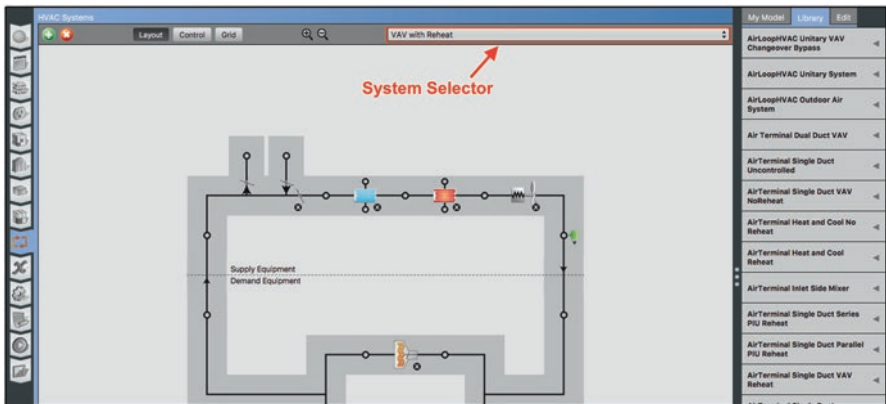 HVAC Systems
Layout
Control
Grid
VAV with Reheat
System Selector
Supply Equipment
Demand Equipment
My Model
Library
Edit
AirLoopHVAC Unitary VAV
Changeover Bypass
AirLoopHVAC Unitary System
AirLoopHVAC Outdoor Air
System
Air Terminal Dual Duct VAV
AirTerminal Single Duct
Uncontrolled
AirTerminal Single Duct VAV
NoReheat
AirTerminal Heat and Cool No
Reheat
AirTerminal Heat and Cool
Reheat
AirTerminal Inlet Side Mixer
AirTerminal Single Duct Series
PIU Reheat
AirTerminal Single Duct Parallel
PIU Reheat
AirTerminal Single Duct VAV
Reheat